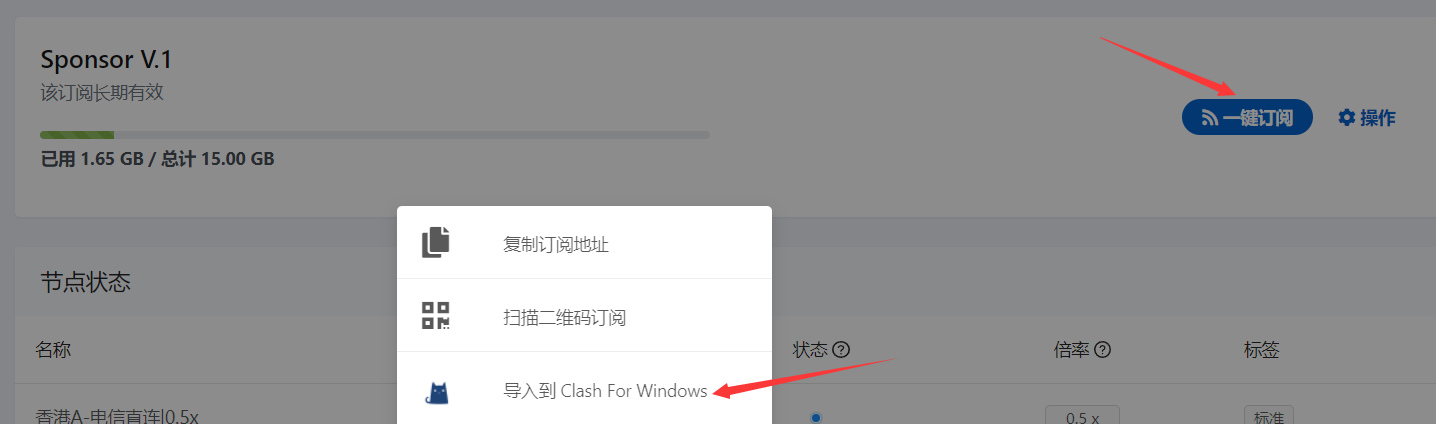 Sponsor V.1
该订阅长期有效
一键订阅
操作
已用 1.65 GB / 总计 15.00 GB
复制订阅地址
节点状态
扫描二维码订阅
名称
状态
倍率
标签
导入到 Clash For Windows
香港A-电信直连|0.5x
0.5 x
标准